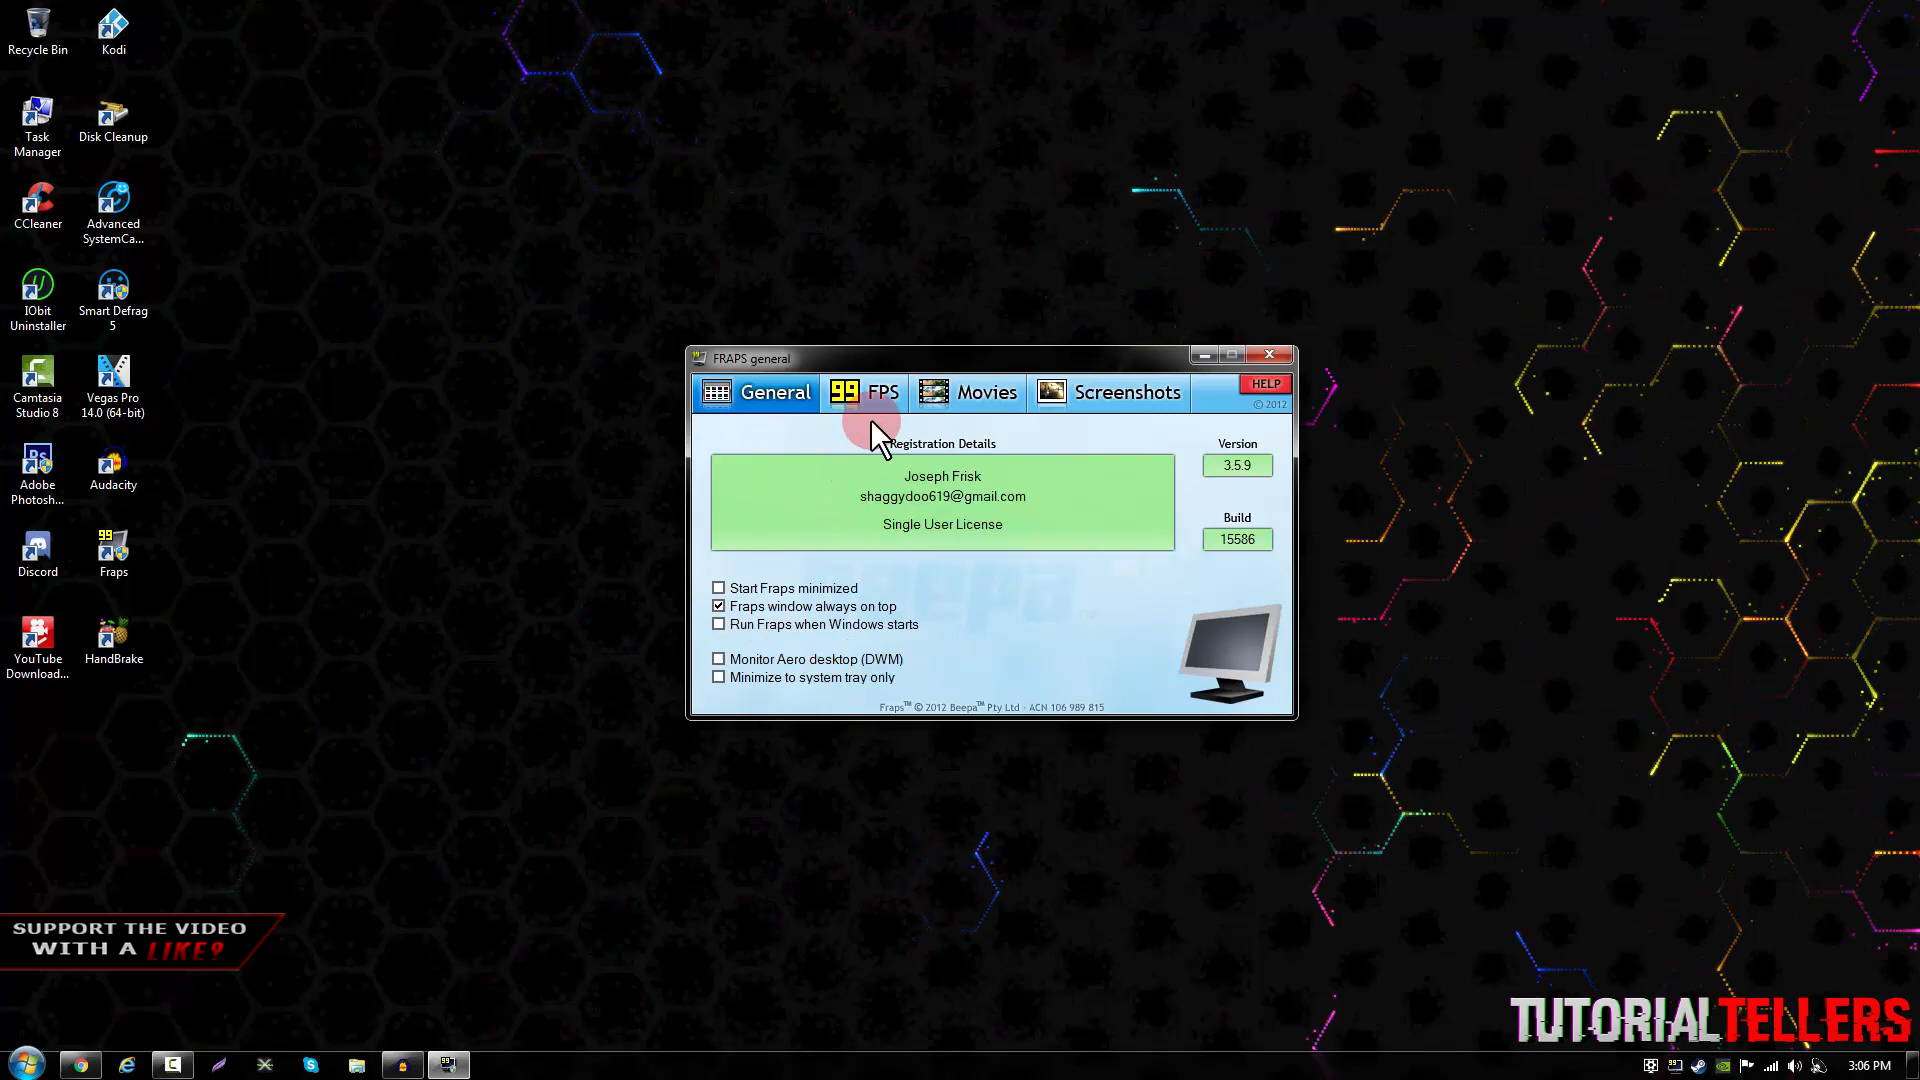 Recycle Bin
Kodi
Task
Manager
Disk Cleanup
CCleaner
Advanced
SystemCa...
IObit
Uninstaller
Smart Defrag
5
Camtasia
Studio 8
Vegas Pro
14.0 (64-bit)
Adobe
Photosh...
Audacity
Discord
99
Fraps
YouTube
Download...
HandBrake
FRAPS general
General
99 FPS
Movies
Screenshots
HELP
© 2012
Registration Details
Joseph Frisk
shaggydoo619@gmail.com
Single User License
Version
3.5.9
Build
15586
Start Fraps minimized
Fraps window always on top
Run Fraps when Windows starts
Monitor Aero desktop (DWM)
Minimize to system tray only
beepa
Fraps™ © 2012 Beepa™ Pty Ltd - ACN 106 989 815
SUPPORT THE VIDEO
WITH A LIKE?
TUTORIALTELLERS
3:06 PM